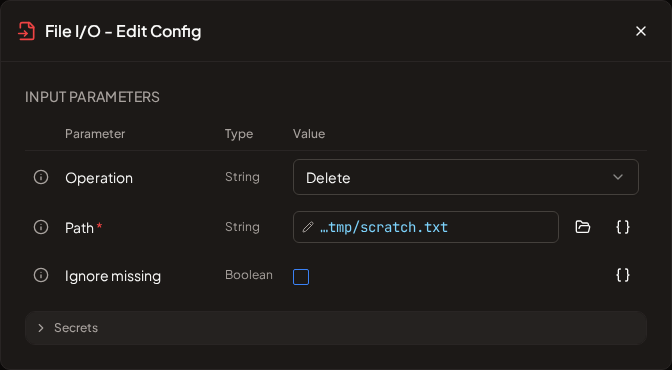 File I/O - Edit Config
INPUT PARAMETERS
Parameter Type Value
Operation String Delete
Path * String …tmp/scratch.txt { }
Ignore missing Boolean { }
Secrets